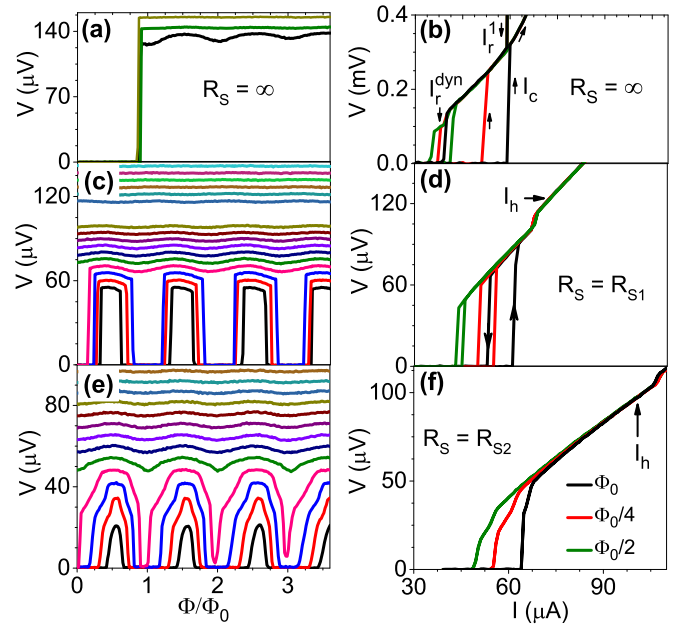 (a)
V (μV)
140
70
0
R_S = ∞
(b)
V (mV)
0.4
0.2
0.0
I_r^1
I_r^dyn
I_c
R_S = ∞
(c)
V (μV)
120
60
0
(d)
V (μV)
120
60
0
I_h
R_S = R_S1
(e)
V (μV)
80
40
0
0 1 2 3
Φ/Φ_0
(f)
V (μV)
100
50
0
R_S = R_S2
I_h
Φ_0
Φ_0/4
Φ_0/2
30 60 90
I (μA)